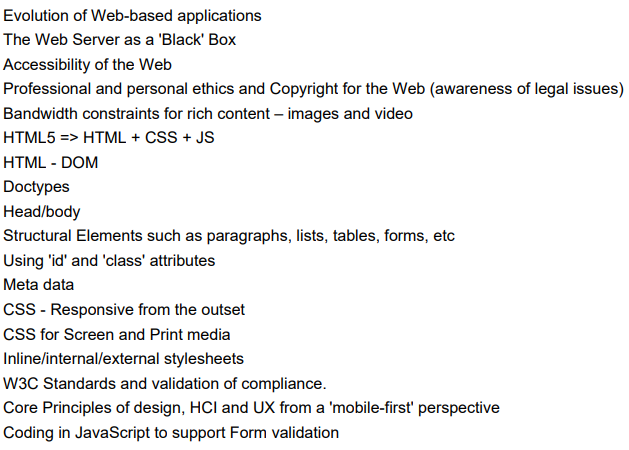 Evolution of Web-based applications
The Web Server as a 'Black' Box
Accessibility of the Web
Professional and personal ethics and Copyright for the Web (awareness of legal issues)
Bandwidth constraints for rich content – images and video
HTML5 => HTML + CSS + JS
HTML - DOM
Doctypes
Head/body
Structural Elements such as paragraphs, lists, tables, forms, etc
Using 'id' and 'class' attributes
Meta data
CSS - Responsive from the outset
CSS for Screen and Print media
Inline/internal/external stylesheets
W3C Standards and validation of compliance.
Core Principles of design, HCI and UX from a 'mobile-first' perspective
Coding in JavaScript to support Form validation